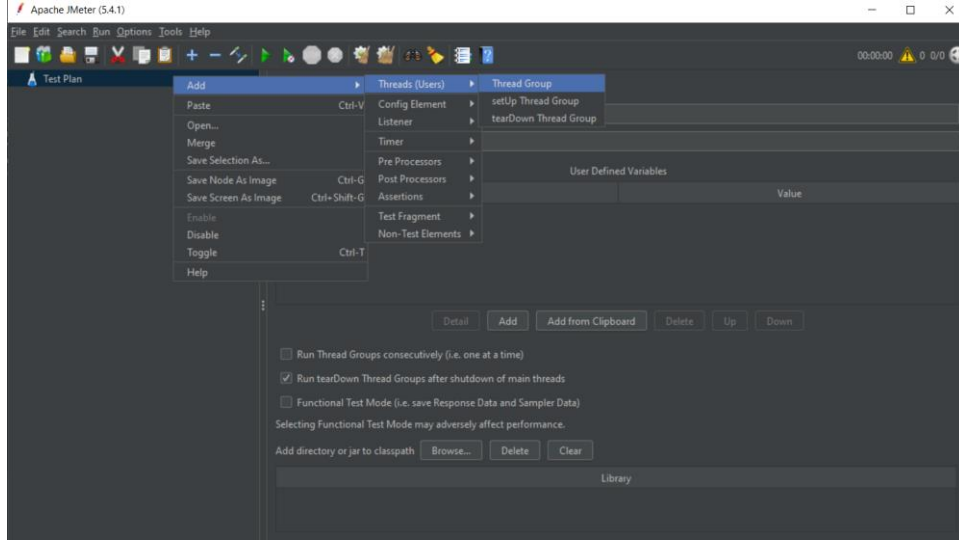 Apache JMeter (5.4.1)
File Edit Search Run Options Tools Help
00:00:00 0 0/0
Test Plan
Add
Paste Ctrl-V
Open...
Merge
Save Selection As...
Save Node As Image Ctrl-G
Save Screen As Image Ctrl+Shift-G
Enable
Disable
Toggle Ctrl-T
Help
Threads (Users)
Config Element
Listener
Timer
Pre Processors
Post Processors
Assertions
Test Fragment
Non-Test Elements
Thread Group
setUp Thread Group
tearDown Thread Group
User Defined Variables
Value
Detail Add Add from Clipboard Delete Up Down
Run Thread Groups consecutively (i.e. one at a time)
Run tearDown Thread Groups after shutdown of main threads
Functional Test Mode (i.e. save Response Data and Sampler Data)
Selecting Functional Test Mode may adversely affect performance.
Add directory or jar to classpath Browse... Delete Clear
Library